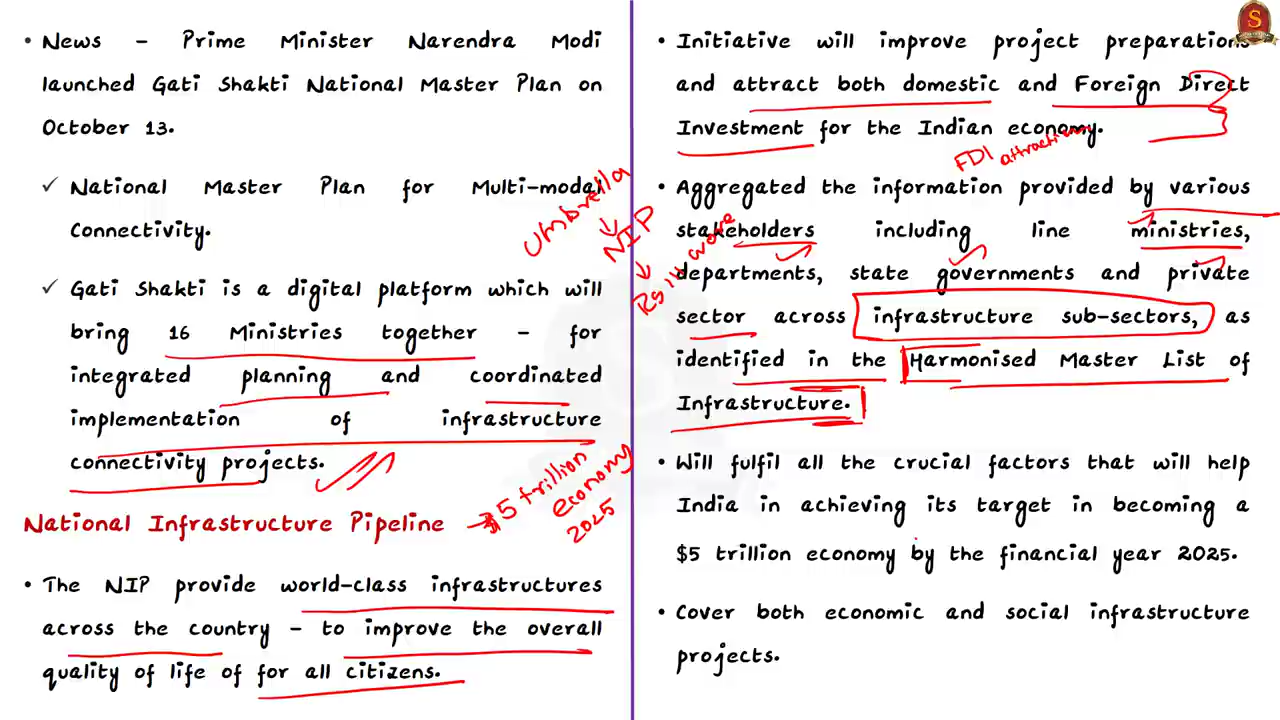 • News – Prime Minister Narendra Modi
launched Gati Shakti National Master Plan on
October 13.
✓ National Master Plan for Multi-modal
Connectivity.
✓ Gati Shakti is a digital platform which will
bring 16 Ministries together – for
integrated planning and coordinated
implementation of infrastructure
connectivity projects.
National Infrastructure Pipeline
• The NIP provide world-class infrastructures
across the country – to improve the overall
quality of life of for all citizens.
Umbrella
NIP
$5 trillion
economy
2025
• Initiative will improve project preparations
and attract both domestic and Foreign Direct
Investment for the Indian economy.
FDI attraction
• Aggregated the information provided by various
stakeholders including line ministries,
departments, state governments and private
sector across infrastructure sub-sectors, as
identified in the Harmonised Master List of
Infrastructure.
• Will fulfil all the crucial factors that will help
India in achieving its target in becoming a
$5 trillion economy by the financial year 2025.
• Cover both economic and social infrastructure
projects.
S